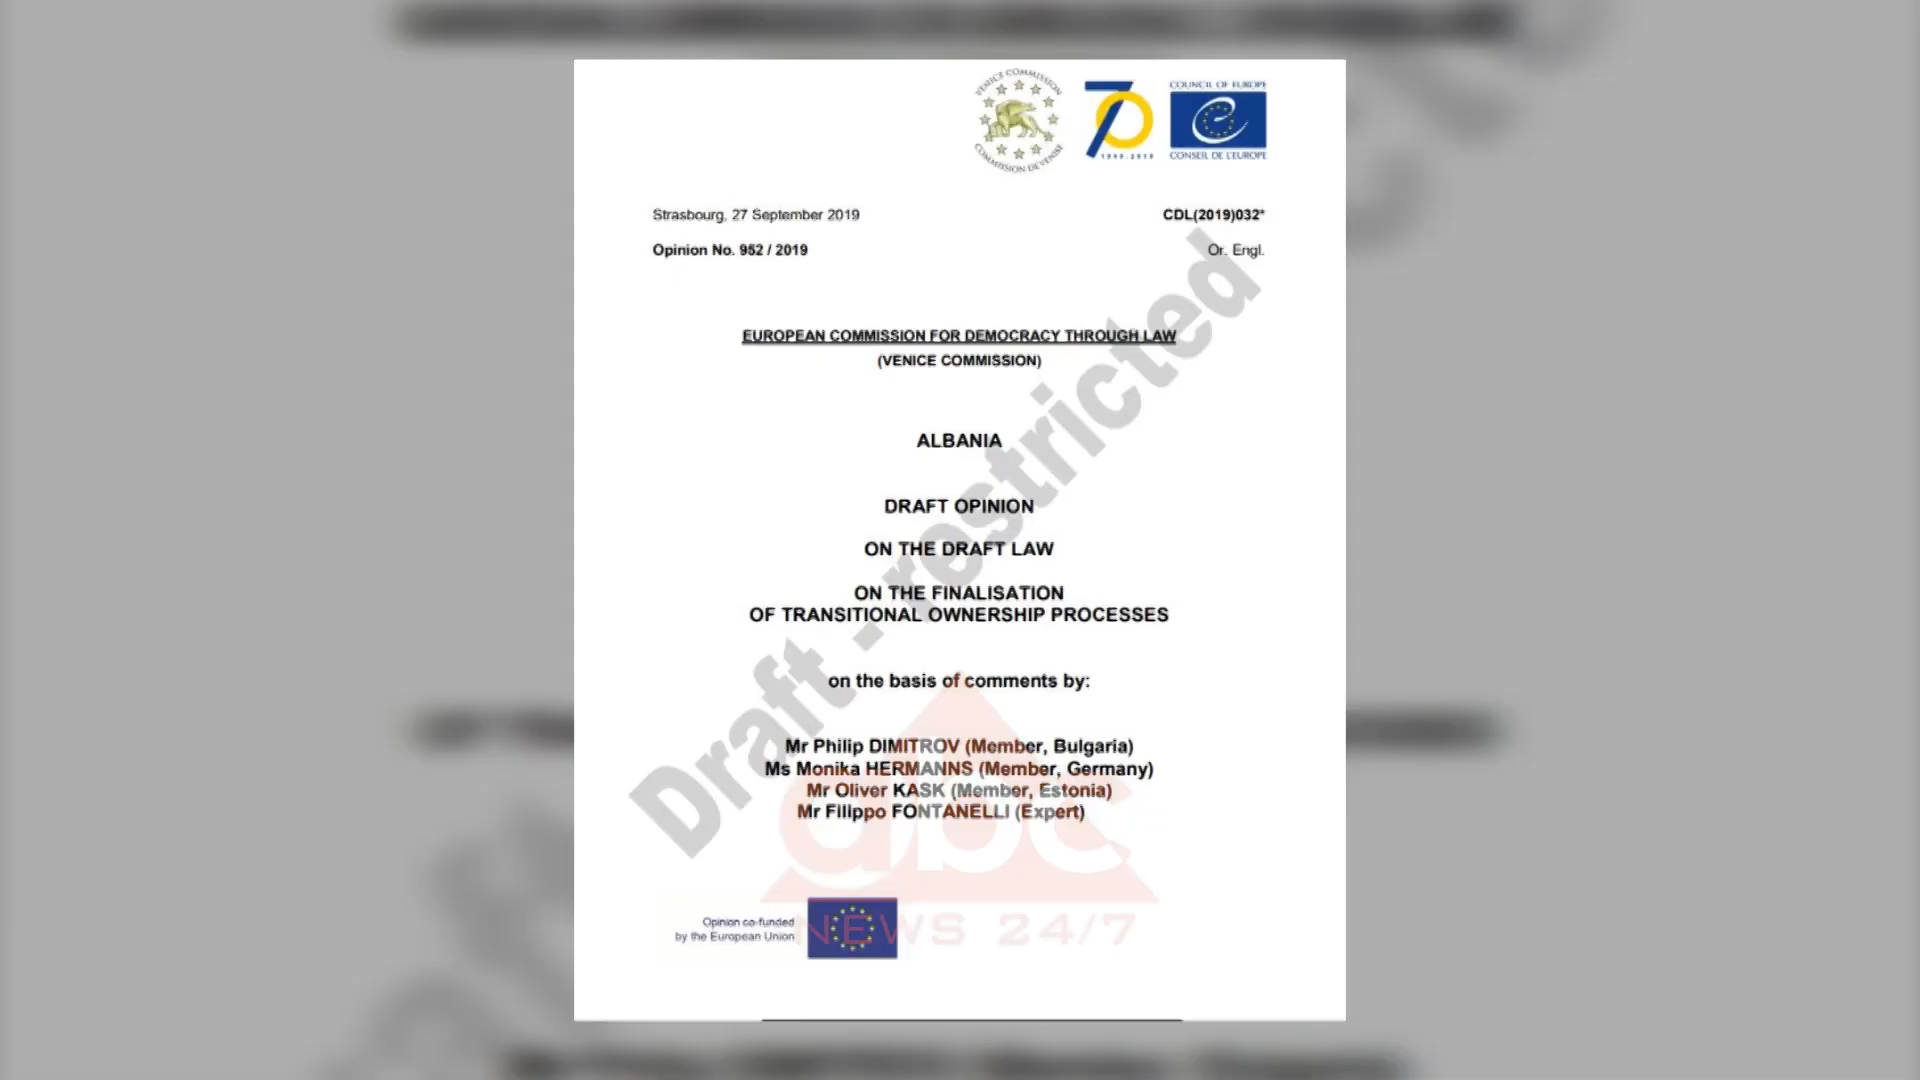 VENICE COMMISSION
COMMISSION DE VENISE
70
1949-2019
COUNCIL OF EUROPE
CONSEIL DE L'EUROPE
Strasbourg, 27 September 2019
CDL(2019)032*
Opinion No. 952 / 2019
Or. Engl.
EUROPEAN COMMISSION FOR DEMOCRACY THROUGH LAW
(VENICE COMMISSION)
ALBANIA
DRAFT OPINION
ON THE DRAFT LAW
ON THE FINALISATION
OF TRANSITIONAL OWNERSHIP PROCESSES
on the basis of comments by:
Mr Philip DIMITROV (Member, Bulgaria)
Ms Monika HERMANNS (Member, Germany)
Mr Oliver KASK (Member, Estonia)
Mr Filippo FONTANELLI (Expert)
Draft - restricted
abc
NEWS 24/7
Opinion co-funded
by the European Union